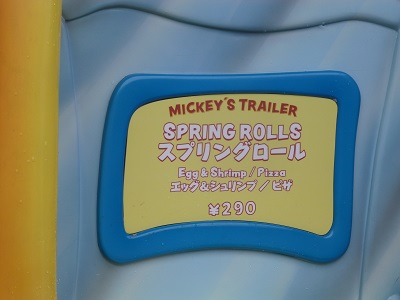 MICKEY'S TRAILER
SPRING ROLLS
スプリングロール
Egg & Shrimp / Pizza
エッグ&シュリンプ / ピザ
¥290